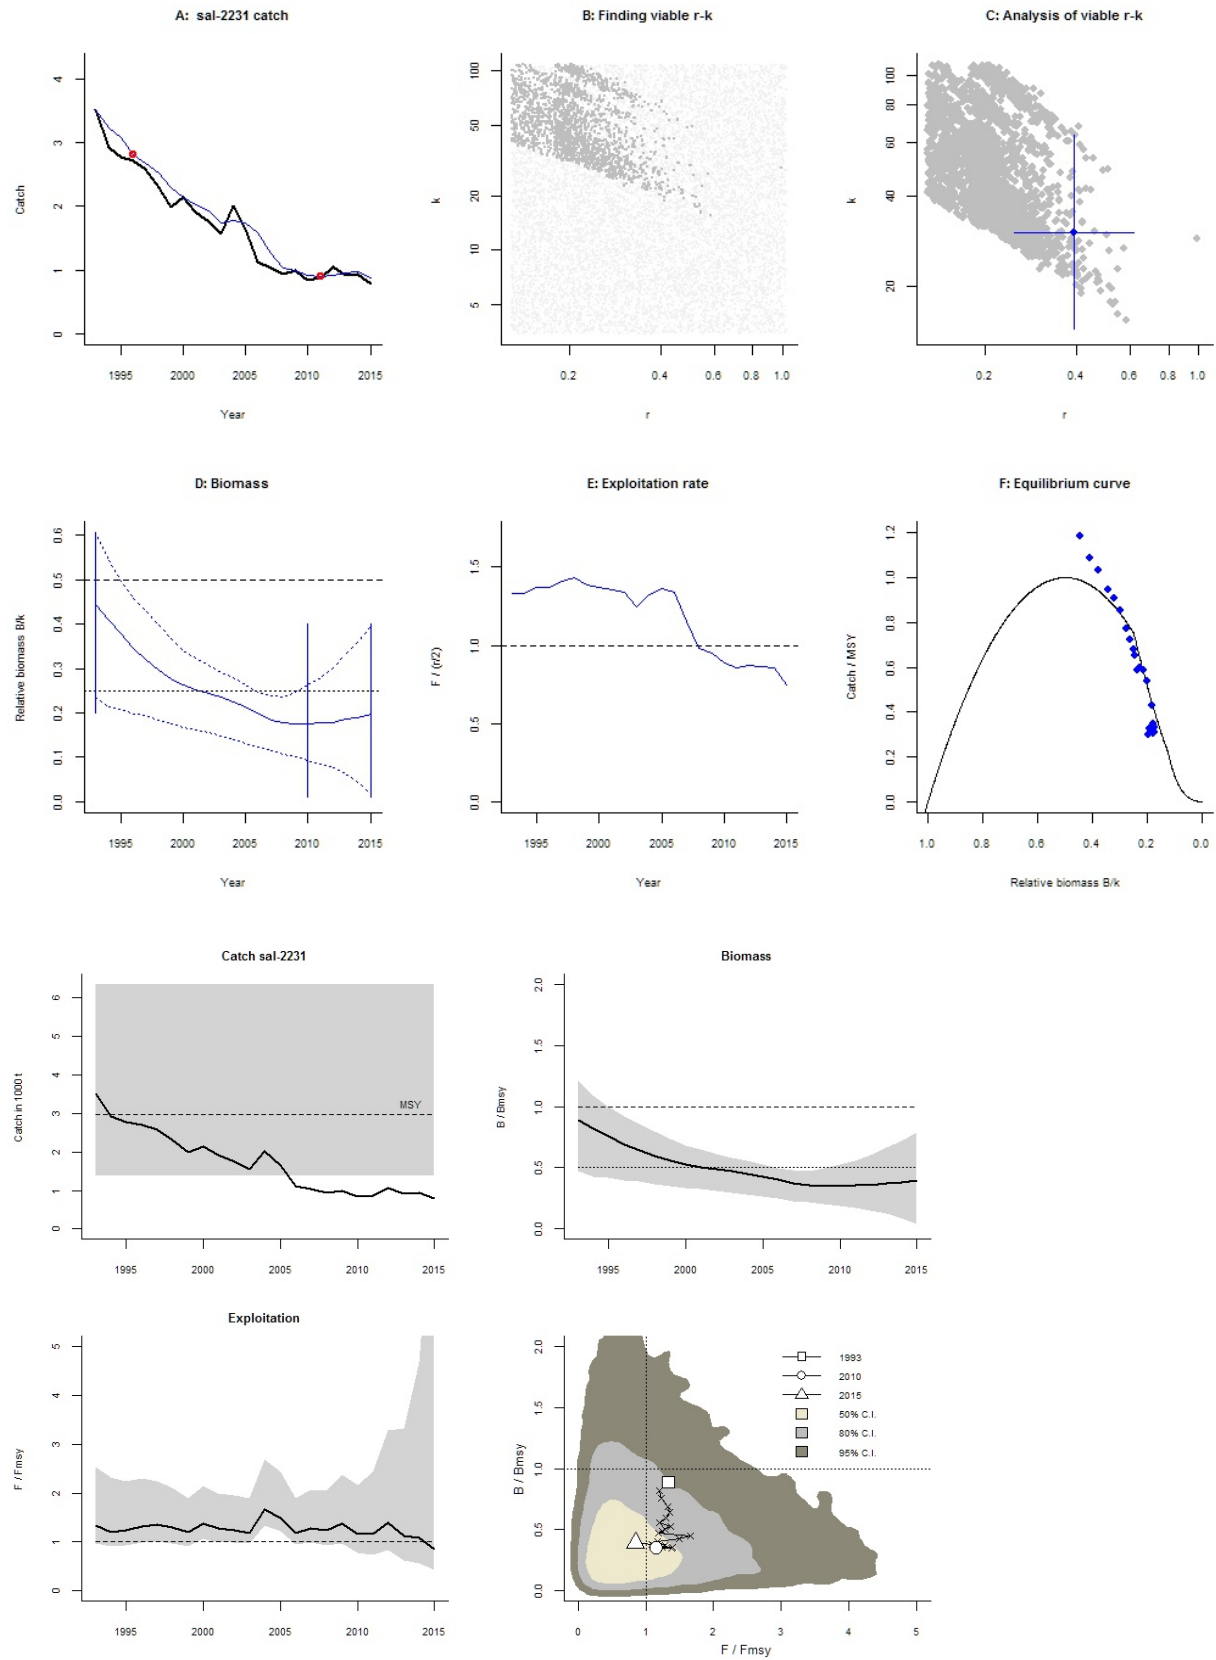 A: sal-2231 catch
B: Finding viable r-k
C: Analysis of viable r-k
Catch
0 1 2 3 4
1995 2000 2005 2010 2015
Year
k
5 10 20 50 100
0.2 0.4 0.6 0.8 1.0
r
k
20 40 60 80 100
0.2 0.4 0.6 0.8 1.0
r
D: Biomass
E: Exploitation rate
F: Equilibrium curve
Relative biomass B/k
0.0 0.1 0.2 0.3 0.4 0.5 0.6
1995 2000 2005 2010 2015
Year
F / (r/2)
0.0 0.5 1.0 1.5
1995 2000 2005 2010 2015
Year
Catch / MSY
0.0 0.2 0.4 0.6 0.8 1.0 1.2
1.0 0.8 0.6 0.4 0.2 0.0
Relative biomass B/k
Catch sal-2231
Biomass
Catch in 1000 t
0 1 2 3 4 5 6
MSY
1995 2000 2005 2010 2015
B / Bmsy
0.0 0.5 1.0 1.5 2.0
1995 2000 2005 2010 2015
Exploitation
F / Fmsy
0 1 2 3 4 5
1995 2000 2005 2010 2015
B / Bmsy
0.0 0.5 1.0 1.5 2.0
1993
2010
2015
50% C.I.
80% C.I.
95% C.I.
0 1 2 3 4 5
F / Fmsy